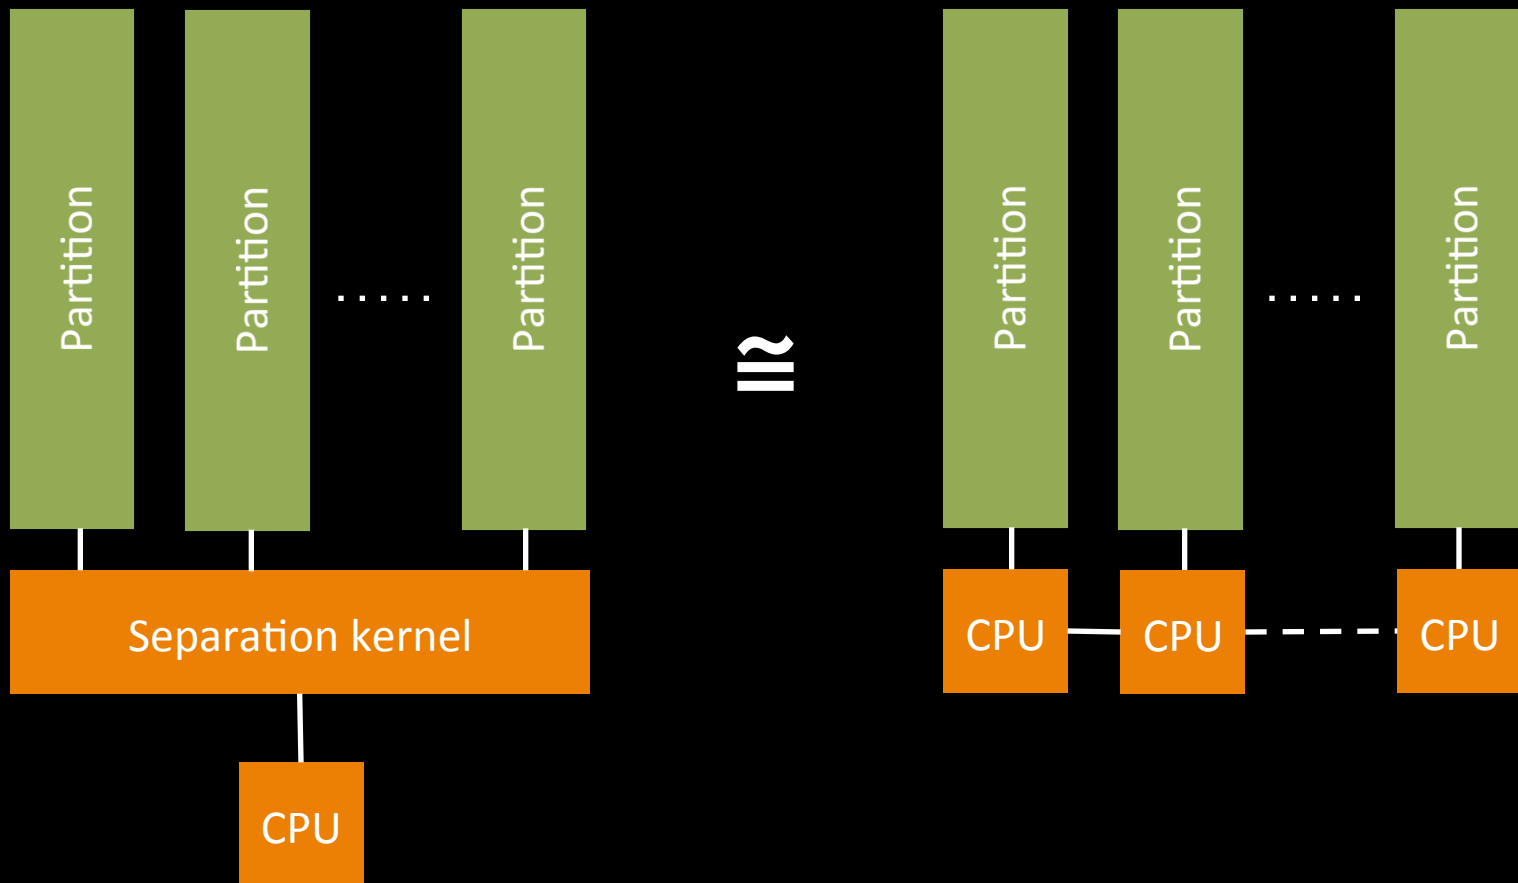 Partition
Partition
.....
Partition
≅
Partition
Partition
.....
Partition
Separation kernel
CPU
CPU
CPU
CPU